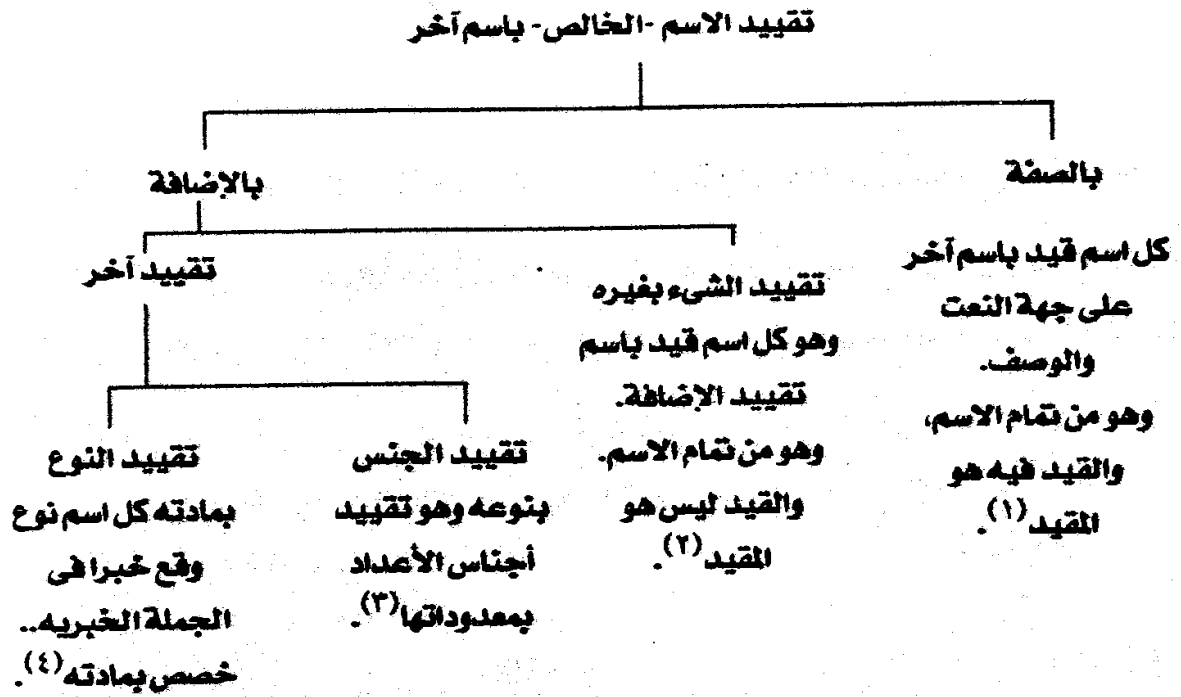 تقييد الاسم -الخالص- باسم آخر
بالصفة
كل اسم قيد باسم آخر
على جهة النعت
والوصف.
وهو من تمام الاسم،
والقيد فيه هو
المقيد (١).
بالإضافة
تقييد الشىء بغيره
وهو كل اسم قيد باسم
تقييد الإضافة.
وهو من تمام الاسم.
والقيد ليس هو
المقيد (٢).
تقييد آخر
تقييد الجنس
بنوعه وهو تقييد
أجناس الأعداد
بمعدوداتها (٣).
تقييد النوع
بمادته كل اسم نوع
وقع خبرا فى
الجملة الخبريه..
خصص بمادته (٤).